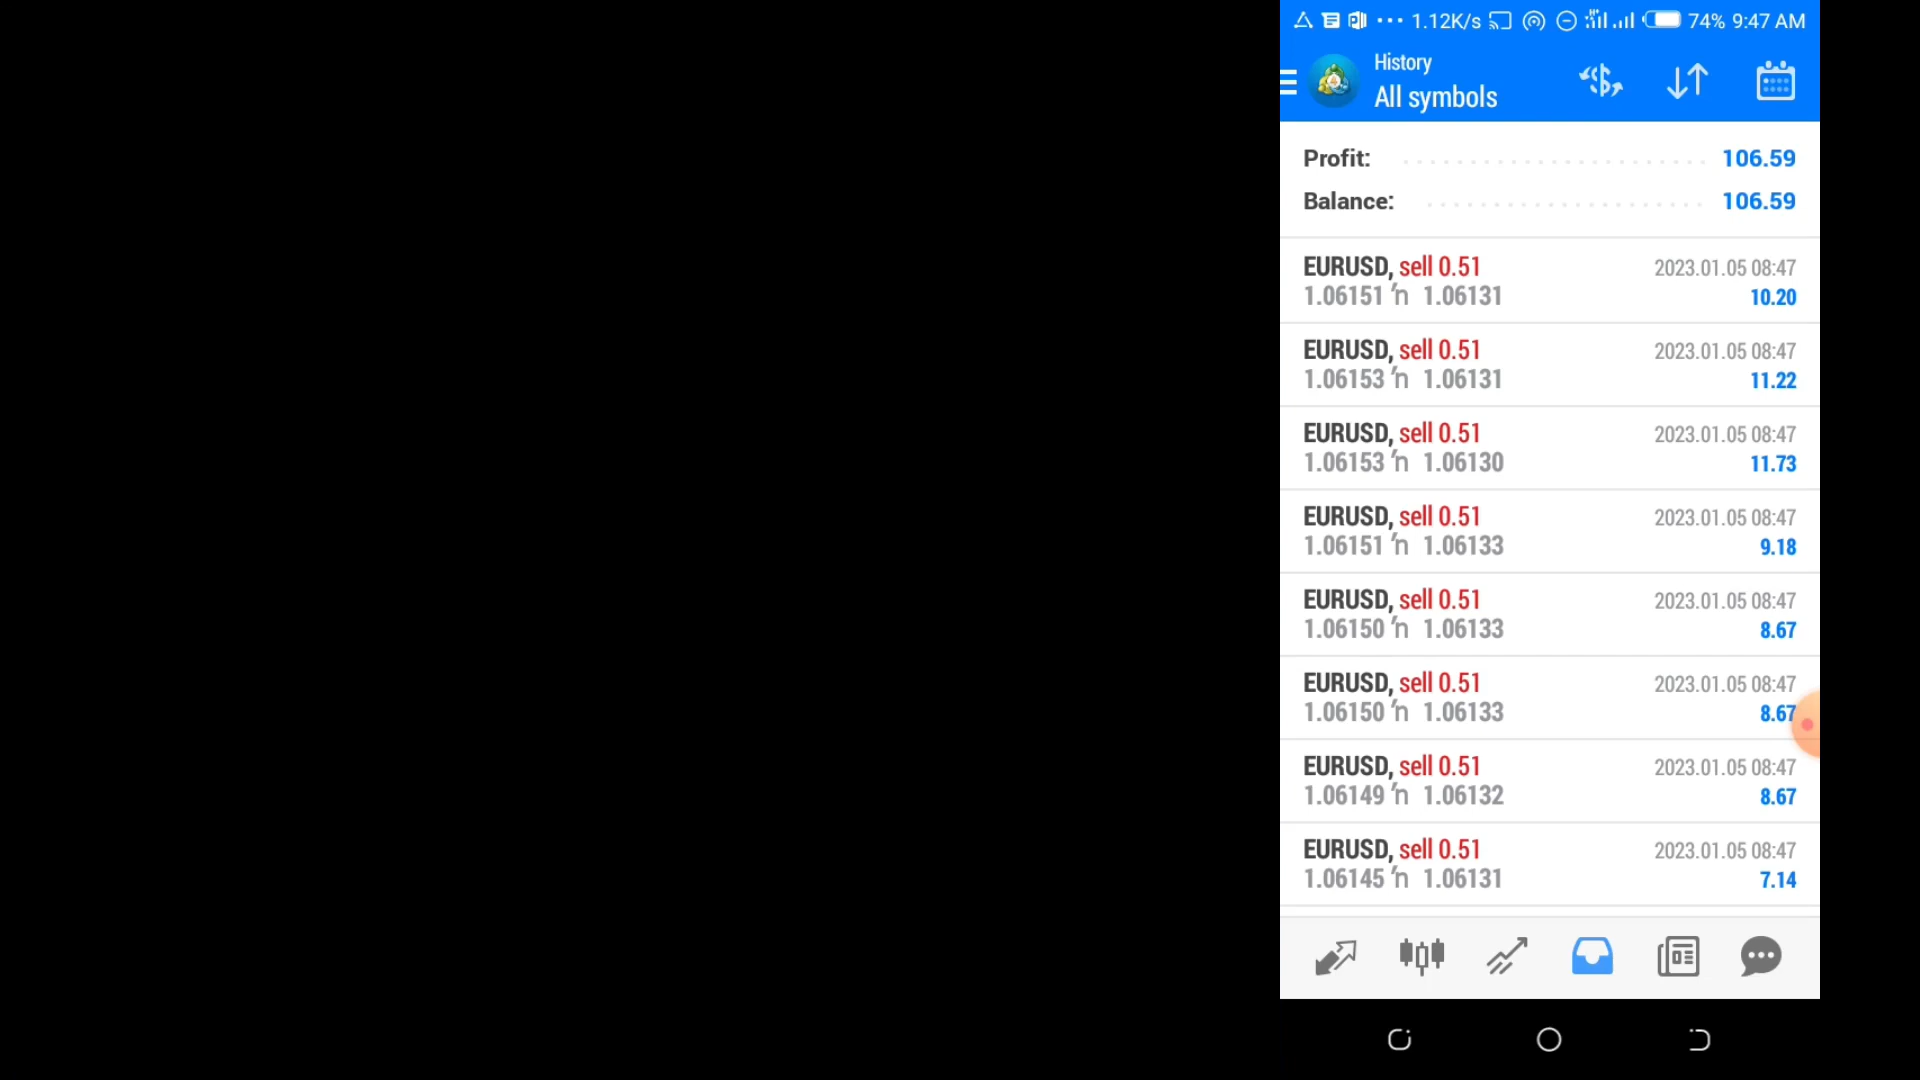 1.12K/s 74% 9:47 AM
History
All symbols
Profit: 106.59
Balance: 106.59
EURUSD, sell 0.51 2023.01.05 08:47
1.06151 'n 1.06131 10.20
EURUSD, sell 0.51 2023.01.05 08:47
1.06153 'n 1.06131 11.22
EURUSD, sell 0.51 2023.01.05 08:47
1.06153 'n 1.06130 11.73
EURUSD, sell 0.51 2023.01.05 08:47
1.06151 'n 1.06133 9.18
EURUSD, sell 0.51 2023.01.05 08:47
1.06150 'n 1.06133 8.67
EURUSD, sell 0.51 2023.01.05 08:47
1.06150 'n 1.06133 8.67
EURUSD, sell 0.51 2023.01.05 08:47
1.06149 'n 1.06132 8.67
EURUSD, sell 0.51 2023.01.05 08:47
1.06145 'n 1.06131 7.14